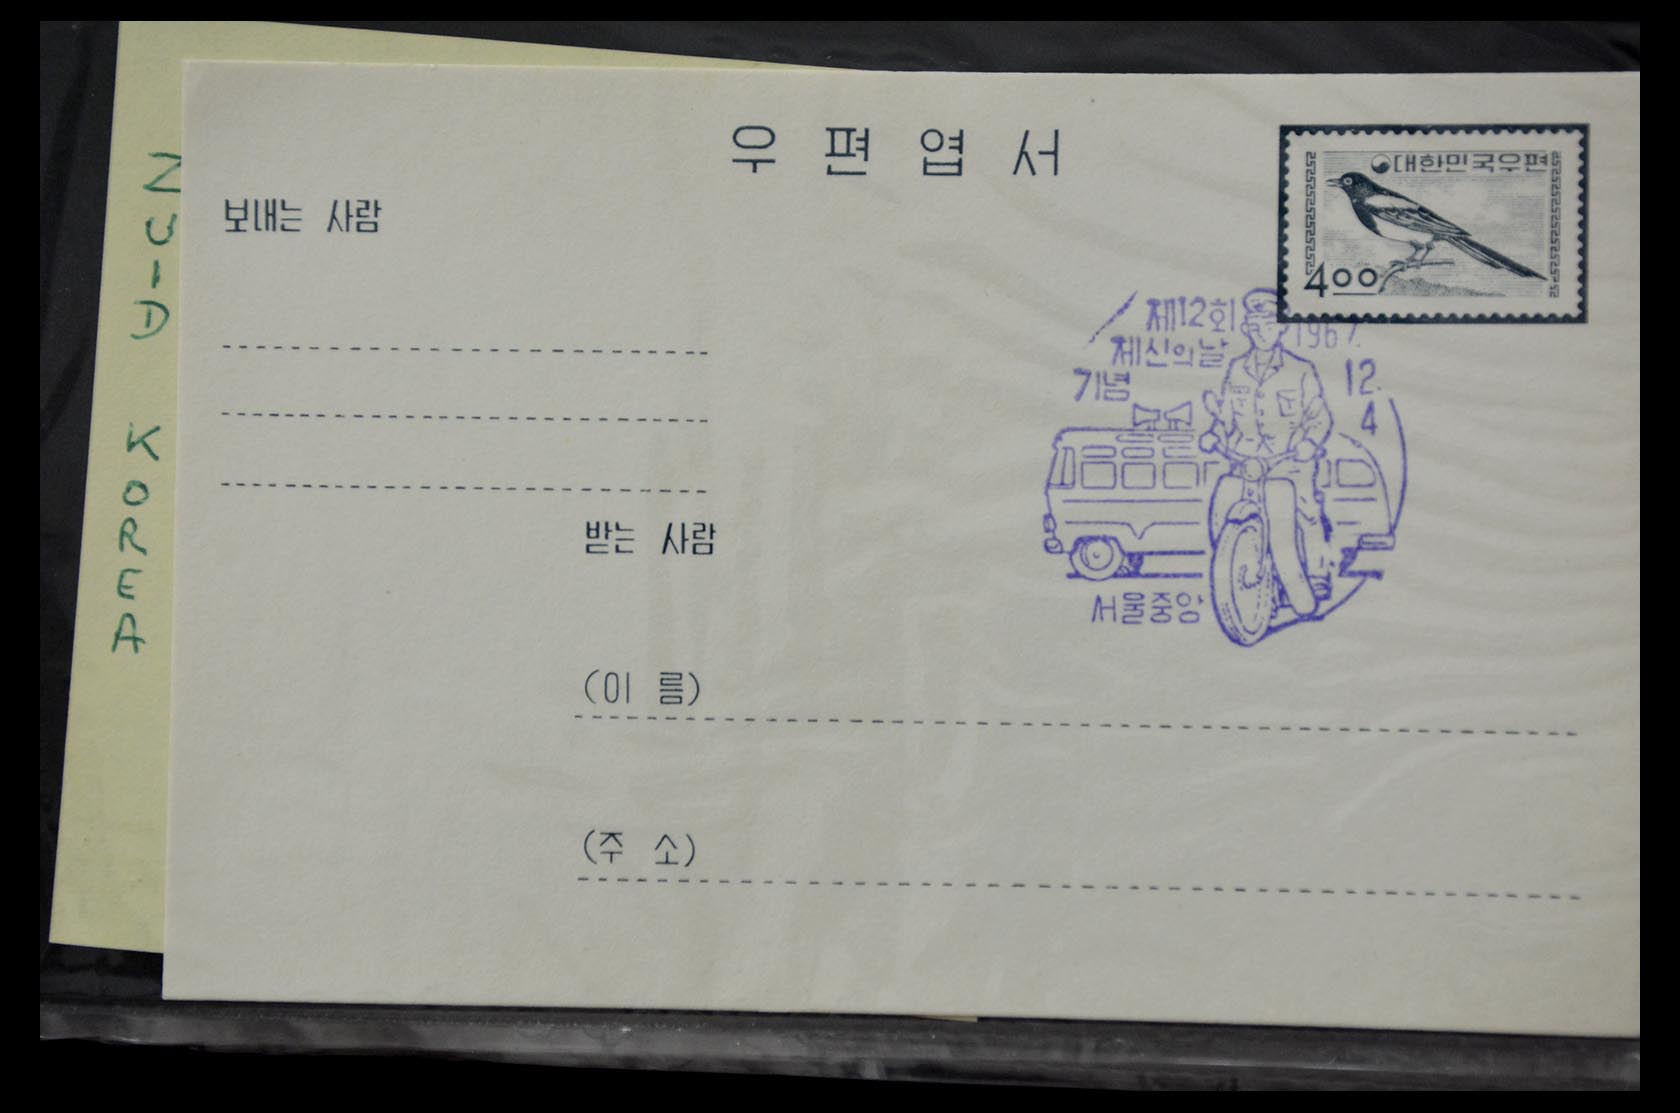 우 편 엽 서
대한민국우편
4 00
보내는 사람
제12회
체신의날
기념
1967.
12.
4
서울중앙
받는 사람
(이 름)
(주 소)
ZUID KOREA